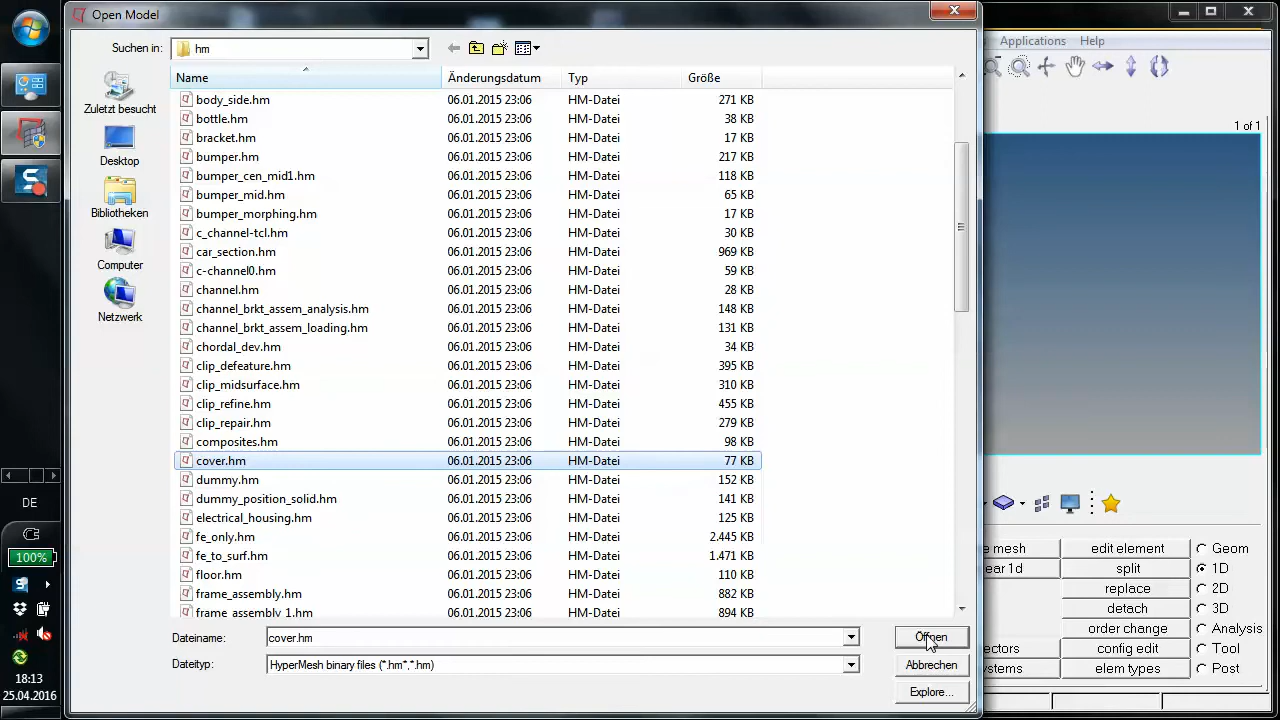 Open Model
Applications Help
Suchen in: hm
Name Änderungsdatum Typ Größe
body_side.hm 06.01.2015 23:06 HM-Datei 271 KB
bottle.hm 06.01.2015 23:06 HM-Datei 38 KB
bracket.hm 06.01.2015 23:06 HM-Datei 17 KB
bumper.hm 06.01.2015 23:06 HM-Datei 217 KB
bumper_cen_mid1.hm 06.01.2015 23:06 HM-Datei 118 KB
bumper_mid.hm 06.01.2015 23:06 HM-Datei 65 KB
bumper_morphing.hm 06.01.2015 23:06 HM-Datei 17 KB
c_channel-tcl.hm 06.01.2015 23:06 HM-Datei 30 KB
car_section.hm 06.01.2015 23:06 HM-Datei 969 KB
c-channel0.hm 06.01.2015 23:06 HM-Datei 59 KB
channel.hm 06.01.2015 23:06 HM-Datei 28 KB
channel_brkt_assem_analysis.hm 06.01.2015 23:06 HM-Datei 148 KB
channel_brkt_assem_loading.hm 06.01.2015 23:06 HM-Datei 131 KB
chordal_dev.hm 06.01.2015 23:06 HM-Datei 34 KB
clip_defeature.hm 06.01.2015 23:06 HM-Datei 395 KB
clip_midsurface.hm 06.01.2015 23:06 HM-Datei 310 KB
clip_refine.hm 06.01.2015 23:06 HM-Datei 455 KB
clip_repair.hm 06.01.2015 23:06 HM-Datei 279 KB
composites.hm 06.01.2015 23:06 HM-Datei 98 KB
cover.hm 06.01.2015 23:06 HM-Datei 77 KB
dummy.hm 06.01.2015 23:06 HM-Datei 152 KB
dummy_position_solid.hm 06.01.2015 23:06 HM-Datei 141 KB
electrical_housing.hm 06.01.2015 23:06 HM-Datei 125 KB
fe_only.hm 06.01.2015 23:06 HM-Datei 2.445 KB
fe_to_surf.hm 06.01.2015 23:06 HM-Datei 1.471 KB
floor.hm 06.01.2015 23:06 HM-Datei 110 KB
frame_assembly.hm 06.01.2015 23:06 HM-Datei 882 KB
frame_assembly_1.hm 06.01.2015 23:06 HM-Datei 894 KB
Zuletzt besucht
Desktop
Bibliotheken
Computer
Netzwerk
Dateiname: cover.hm Öffnen
Dateityp: HyperMesh binary files (*.hm*,*.hm) Abbrechen
Explore...
1 of 1
e mesh edit element Geom
ear 1d split 1D
replace 2D
detach 3D
order change Analysis
ectors config edit Tool
stems elem types Post
DE
100%
18:13
25.04.2016